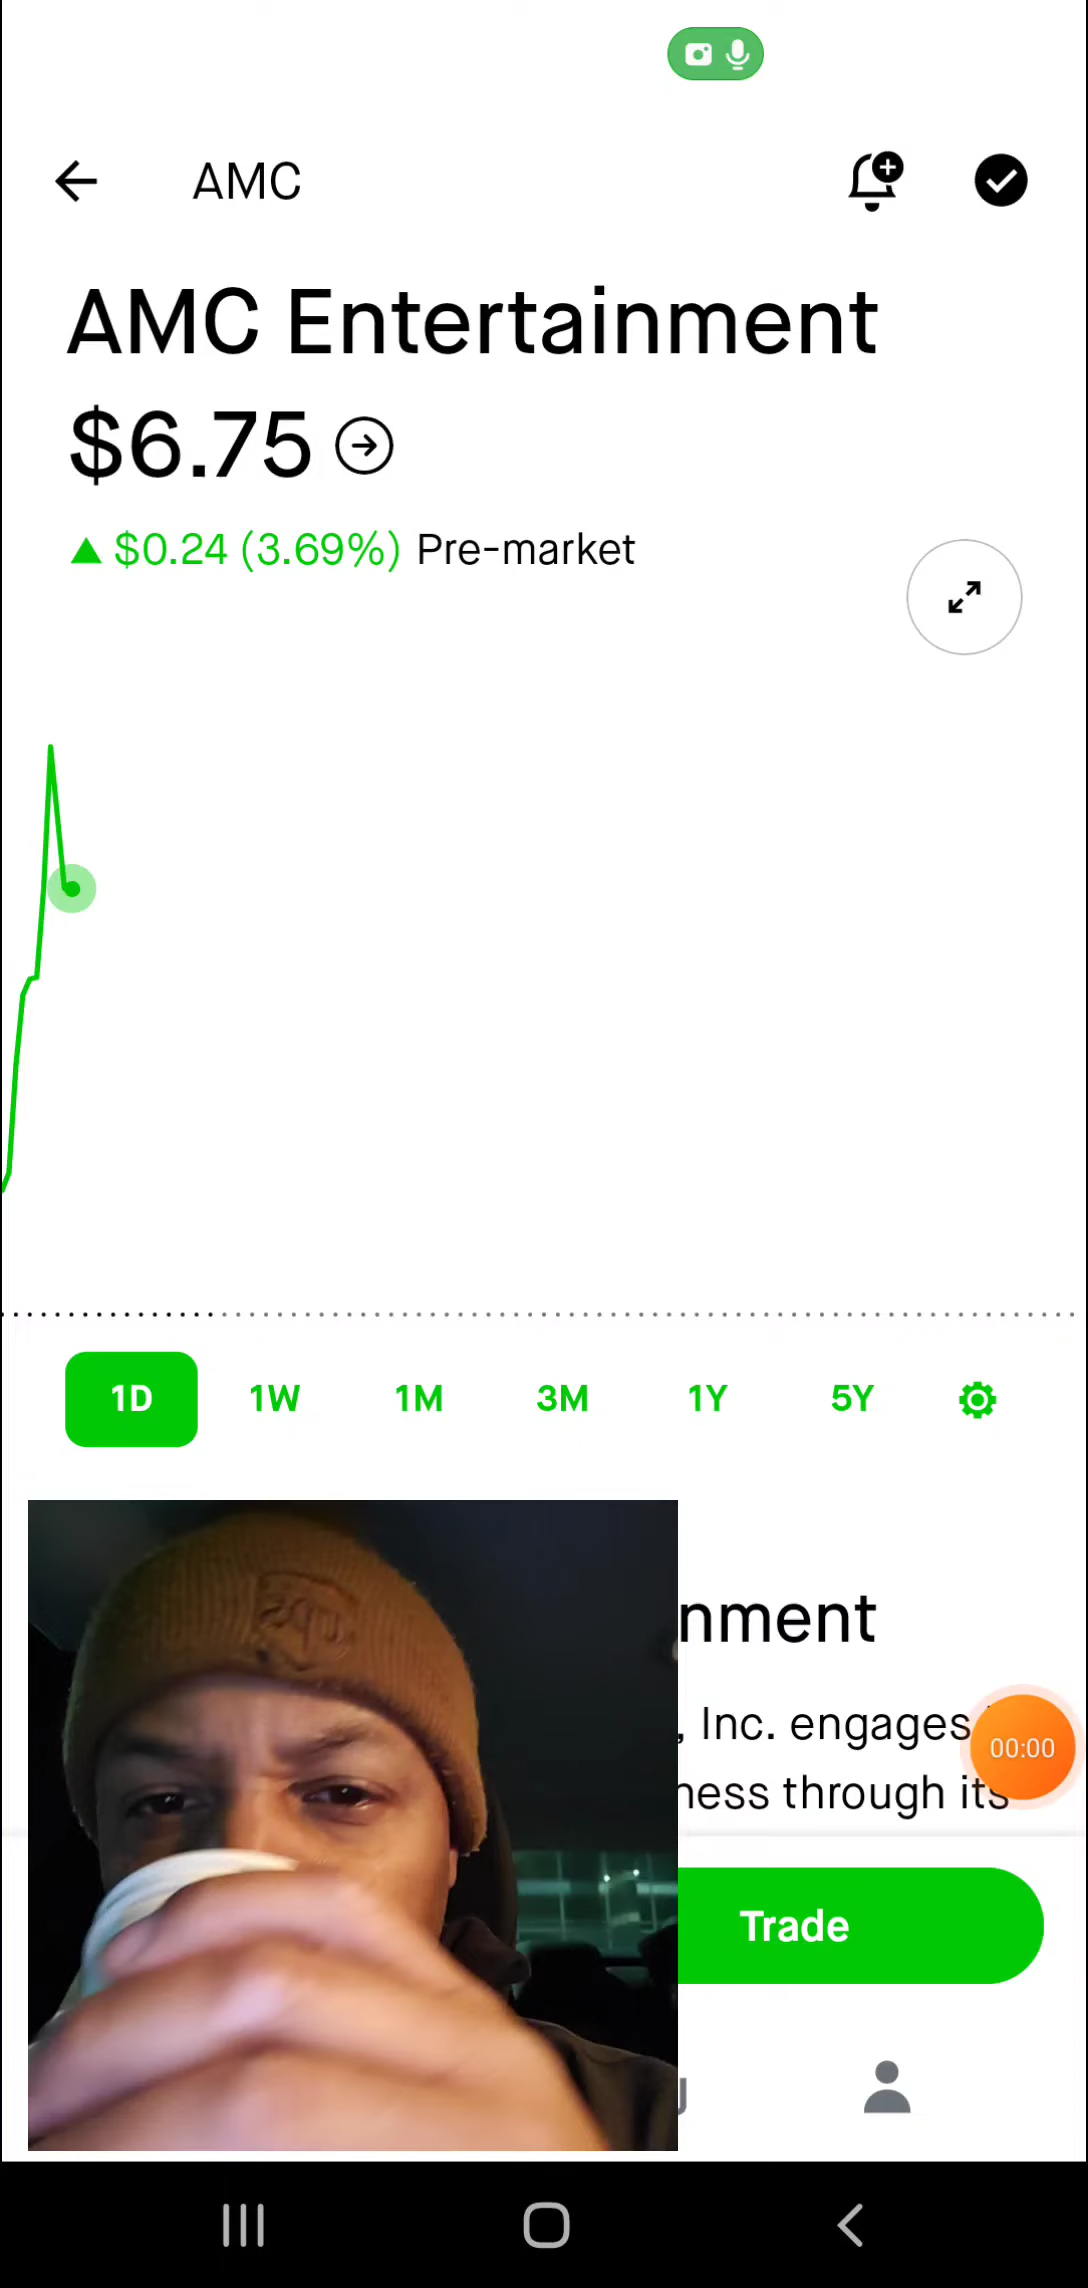 AMC
AMC Entertainment
$6.75
$0.24 (3.69%) Pre-market
1D 1W 1M 3M 1Y 5Y
nment
, Inc. engages
ness through its
00:00
Trade